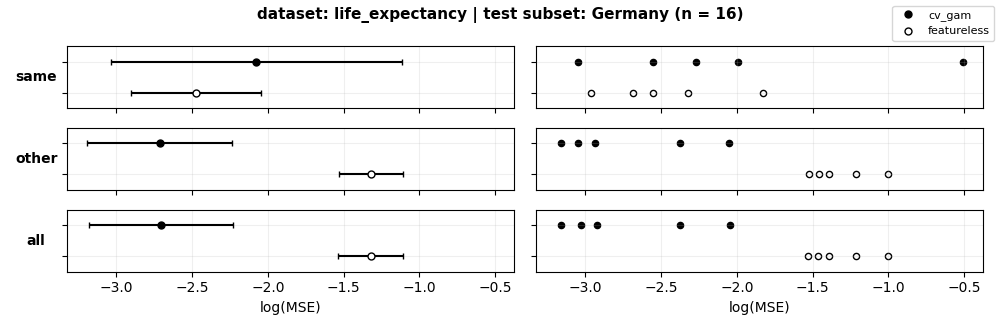 dataset: life_expectancy | test subset: Germany (n = 16)
cv_gam
featureless
same
other
all
−3.0 −2.5 −2.0 −1.5 −1.0 −0.5
−3.0 −2.5 −2.0 −1.5 −1.0 −0.5
log(MSE)
log(MSE)